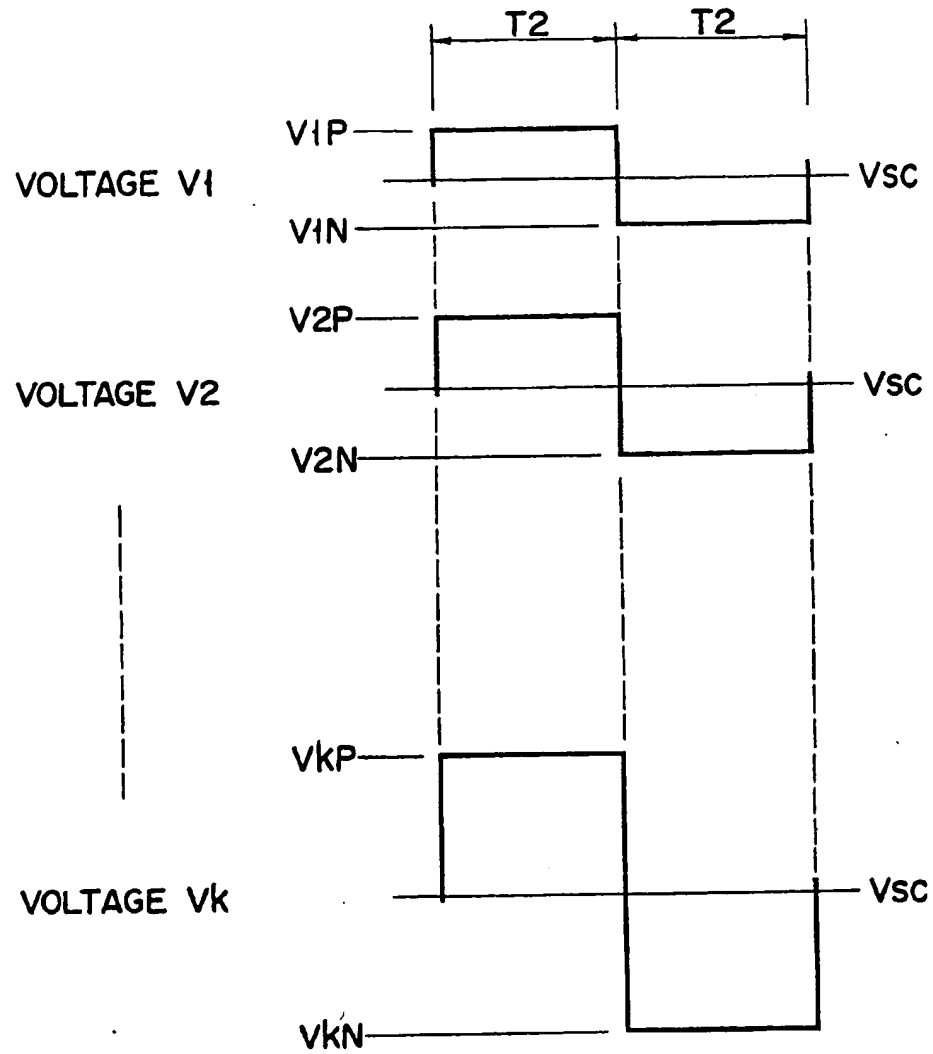 T2 T2
V1P
VOLTAGE V1 VSC
V1N
V2P
VOLTAGE V2 VSC
V2N
VkP
VOLTAGE Vk VSC
VkN